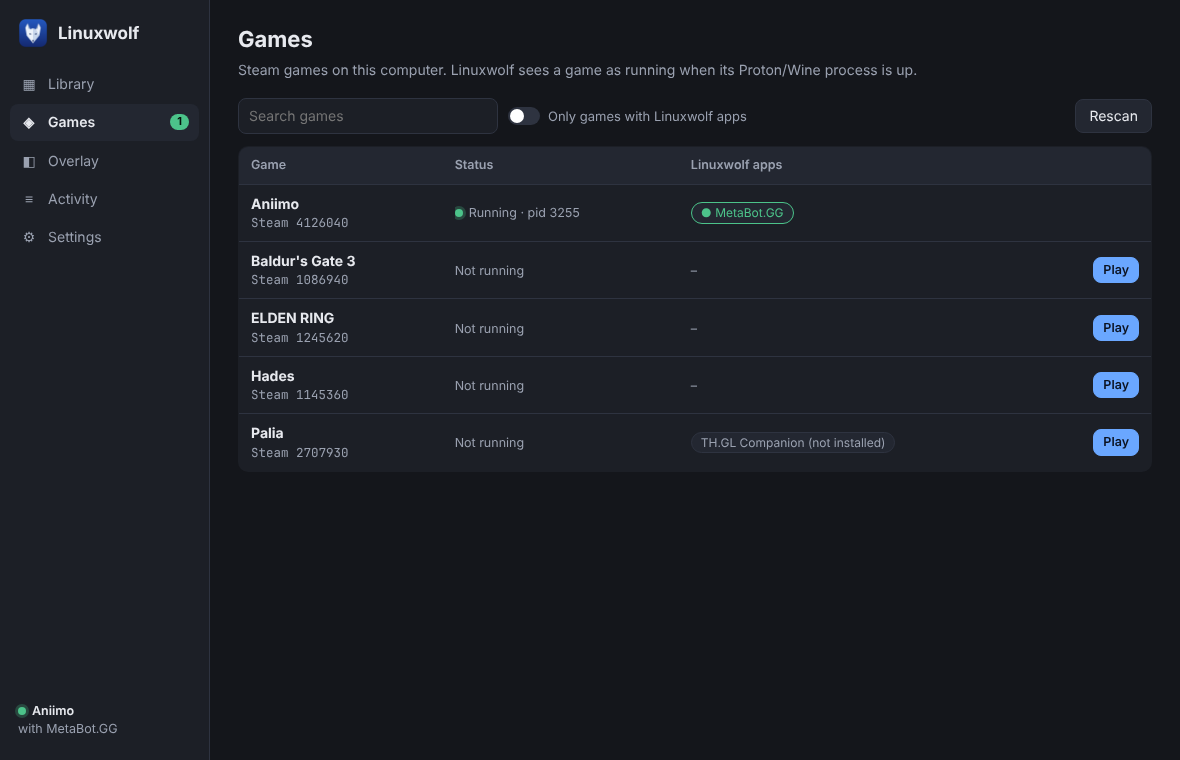 Linuxwolf
Library
Games 1
Overlay
Activity
Settings
Aniimo
with MetaBot.GG
Games
Steam games on this computer. Linuxwolf sees a game as running when its Proton/Wine process is up.
Search games
Only games with Linuxwolf apps
Rescan
Game Status Linuxwolf apps
Aniimo
Steam 4126040
Running · pid 3255
MetaBot.GG
Baldur's Gate 3
Steam 1086940
Not running
–
Play
ELDEN RING
Steam 1245620
Not running
–
Play
Hades
Steam 1145360
Not running
–
Play
Palia
Steam 2707930
Not running
TH.GL Companion (not installed)
Play